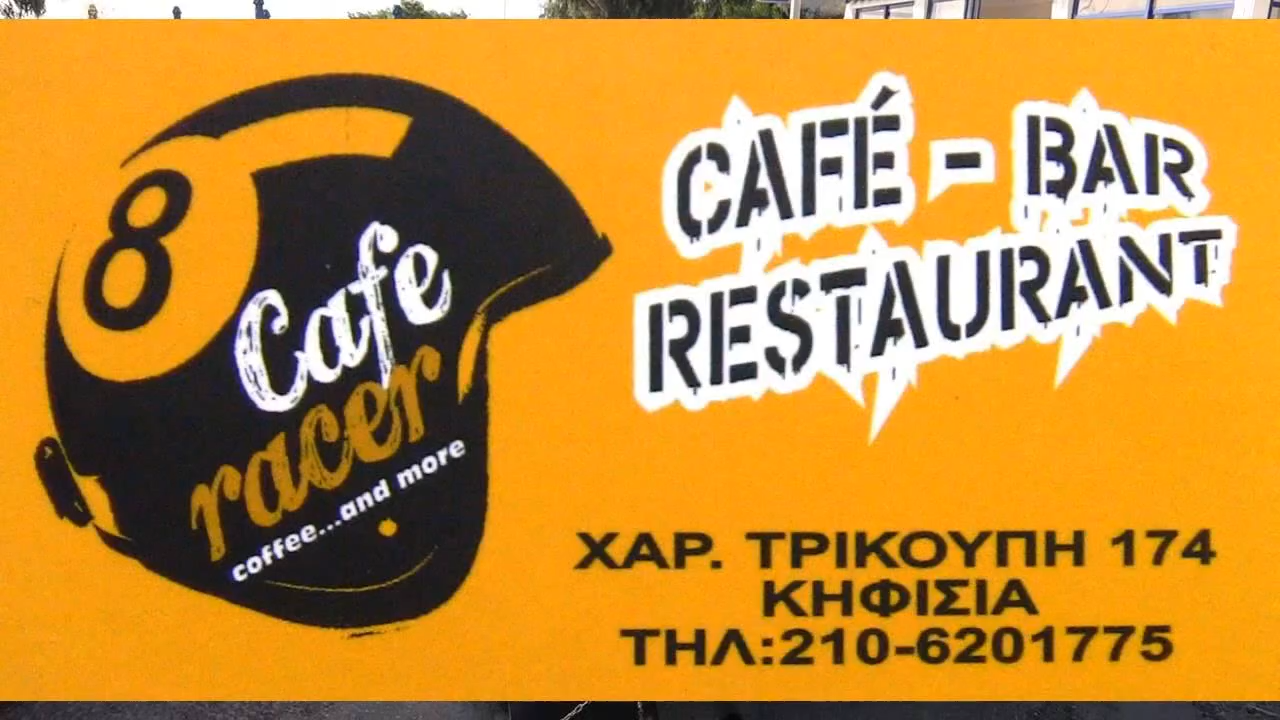 8
Cafe
racer
coffee...and more
CAFÉ - BAR
RESTAURANT
ΧΑΡ. ΤΡΙΚΟΥΠΗ 174
ΚΗΦΙΣΙΑ
ΤΗΛ:210-6201775